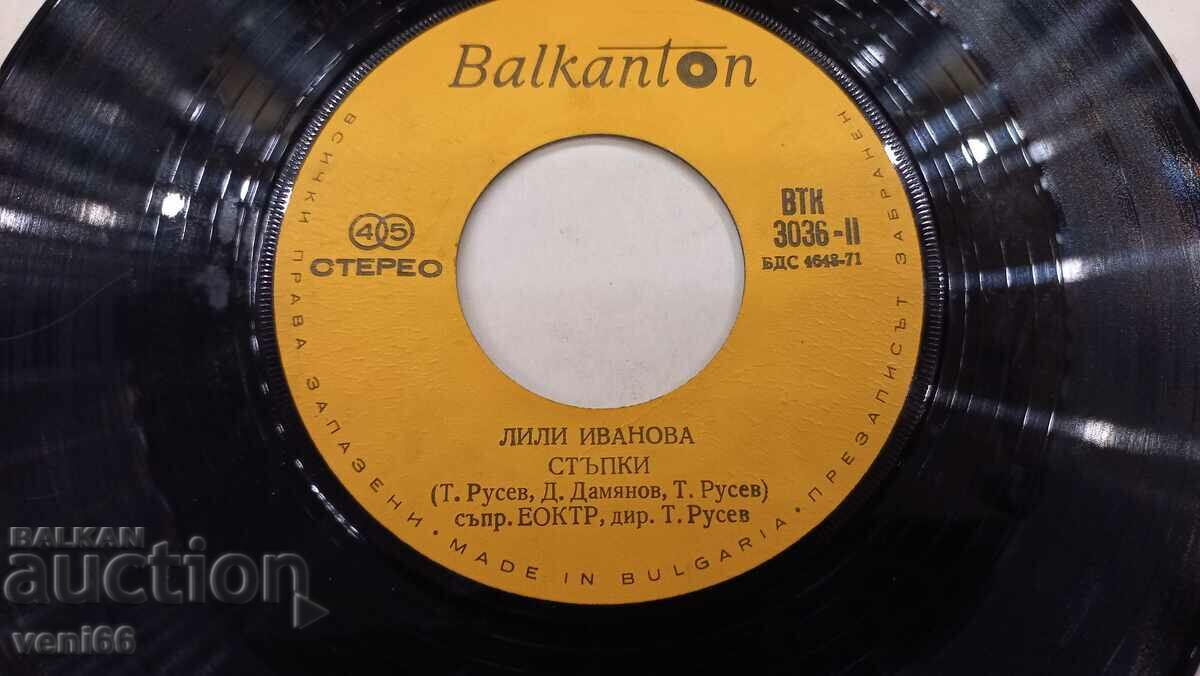 Balkanton
45
СТЕРЕО
ВТК
3036-II
БДС 4648-71
ЛИЛИ ИВАНОВА
СТЪПКИ
(Т. Русев, Д. Дамянов, Т. Русев)
съпр. ЕОКТР, дир. Т. Русев
ВСИЧКИ ПРАВА ЗАПАЗЕНИ • MADE IN BULGARIA • ПРЕЗАПИСЪТ ЗАБРАНЕН
BALKAN
auction
veni66